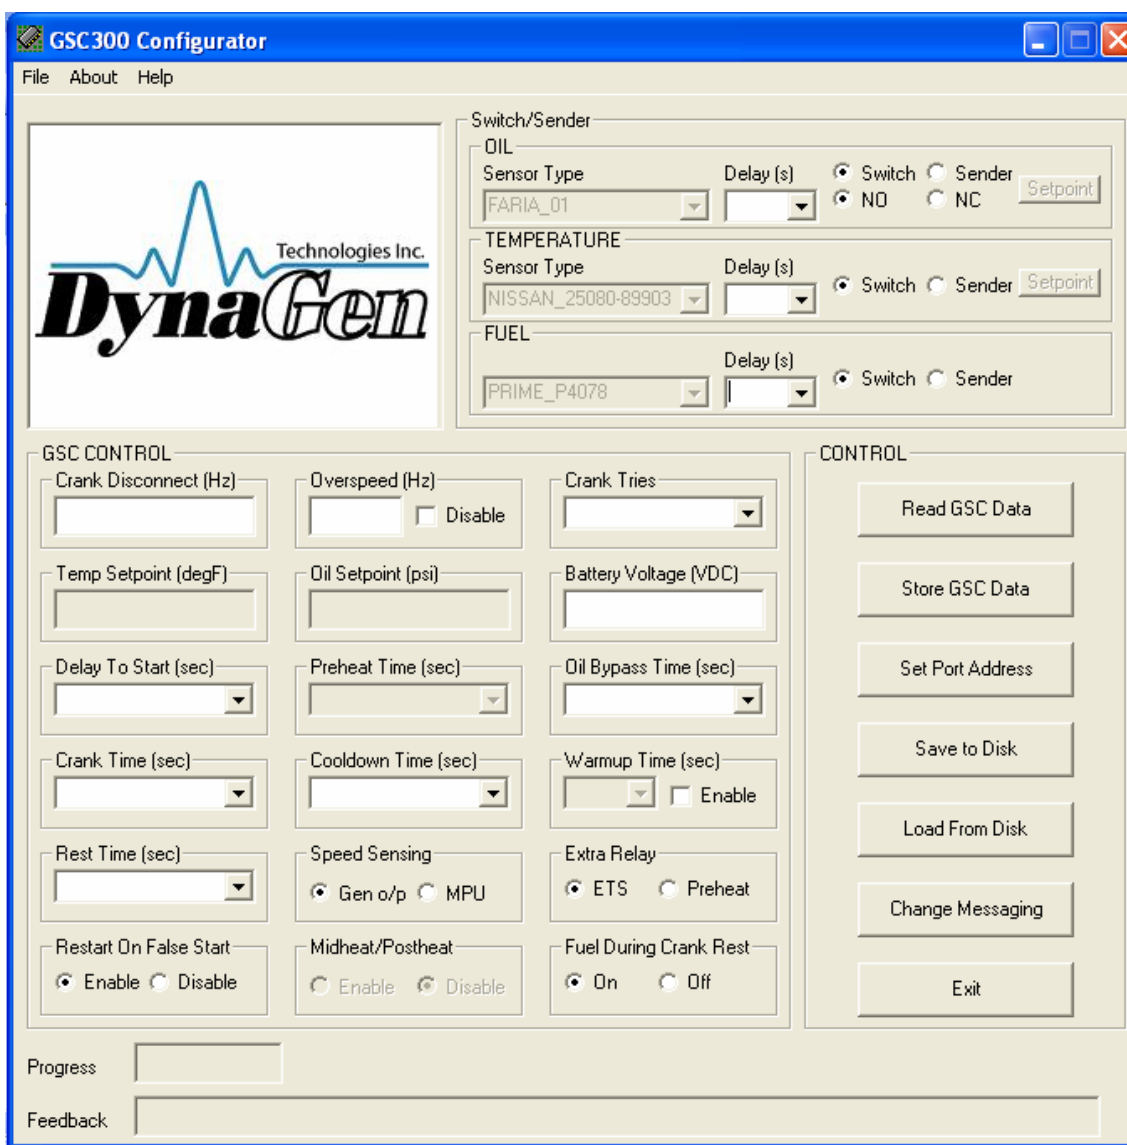 GSC300 Configurator
File About Help
Technologies Inc.
DynaGen
Switch/Sender
OIL
Sensor Type Delay (s) Switch Sender
FARIA_01 NO NC Setpoint
TEMPERATURE
Sensor Type Delay (s)
NISSAN_25080-89903 Switch Sender Setpoint
FUEL
Delay (s)
PRIME_P4078 Switch Sender
GSC CONTROL
Crank Disconnect (Hz) Overspeed (Hz) Crank Tries
Disable
Temp Setpoint (degF) Oil Setpoint (psi) Battery Voltage (VDC)
Delay To Start (sec) Preheat Time (sec) Oil Bypass Time (sec)
Crank Time (sec) Cooldown Time (sec) Warmup Time (sec)
Enable
Rest Time (sec) Speed Sensing Extra Relay
Gen o/p MPU ETS Preheat
Restart On False Start Midheat/Postheat Fuel During Crank Rest
Enable Disable Enable Disable On Off
CONTROL
Read GSC Data
Store GSC Data
Set Port Address
Save to Disk
Load From Disk
Change Messaging
Exit
Progress
Feedback